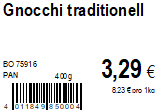 Gnocchi traditionell
BO 75916
PAN 400g
3,29 €
8.23 € pro 1kg
4 011849 850004